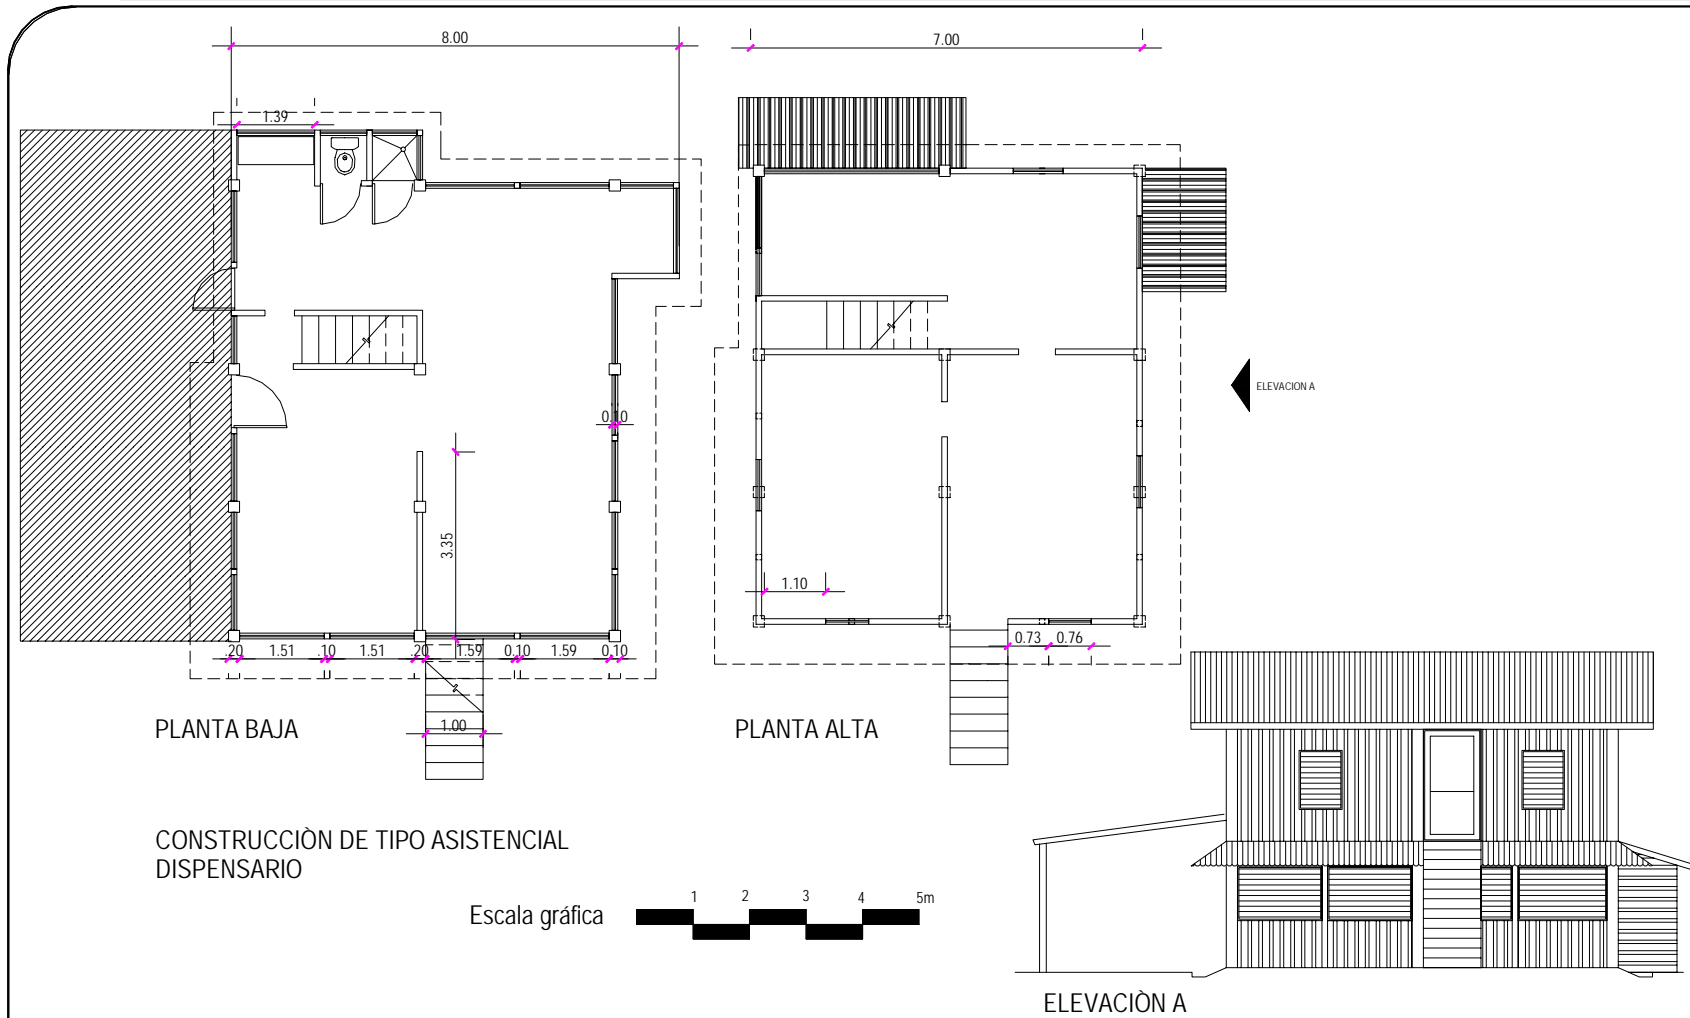 8.00
7.00
1.39
ELEVACION A
0.10
3.35
1.10
.20 1.51 .10 1.51 .20 1.59 0.10 1.59 0.10
0.73 0.76
1.00
PLANTA BAJA
PLANTA ALTA
CONSTRUCCIÒN DE TIPO ASISTENCIAL
DISPENSARIO
Escala gráfica
1 2 3 4 5m
ELEVACIÒN A